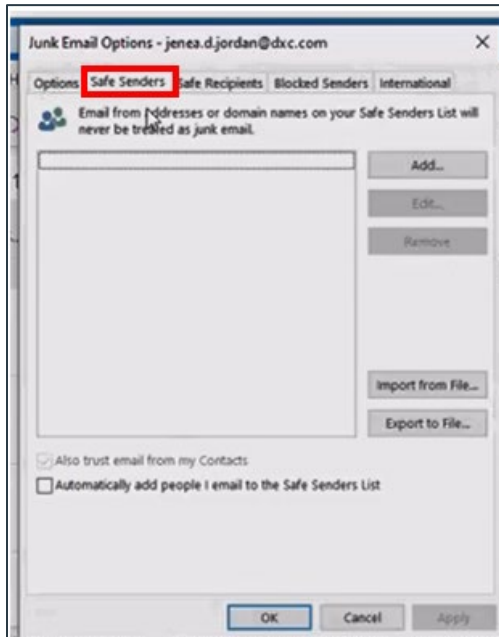 Junk Email Options - jenea.d.jordan@dxc.com
Options Safe Senders Safe Recipients Blocked Senders International
Email from addresses or domain names on your Safe Senders List will
never be treated as junk email.
Add...
Edit...
Remove
Import from File...
Export to File...
Also trust email from my Contacts
Automatically add people I email to the Safe Senders List
OK Cancel Apply